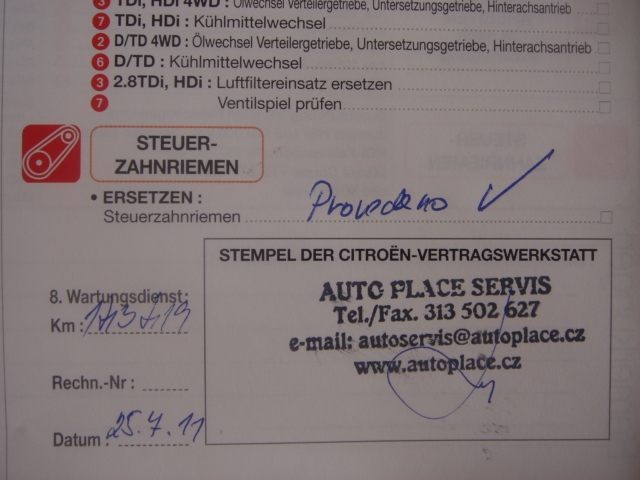 3 TDi, HDi 4WD : Ölwechsel Verteilergetriebe, Untersetzungsgetriebe, Hinterachsantrieb
7 TDi, HDi : Kühlmittelwechsel
2 D/TD 4WD : Ölwechsel Verteilergetriebe, Untersetzungsgetriebe, Hinterachsantrieb
6 D/TD : Kühlmittelwechsel
3 2.8TDi, HDi : Luftfiltereinsatz ersetzen
7 Ventilspiel prüfen
STEUER-
ZAHNRIEMEN
• ERSETZEN :
Steuerzahnriemen Provedeno ✓
STEMPEL DER CITROËN-VERTRAGSWERKSTATT
AUTO PLACE SERVIS
Tel./Fax. 313 502 627
e-mail: autoservis@autoplace.cz
www.autoplace.cz
8. Wartungsdienst:
Km :
Rechn.-Nr :
Datum : 25.7.11